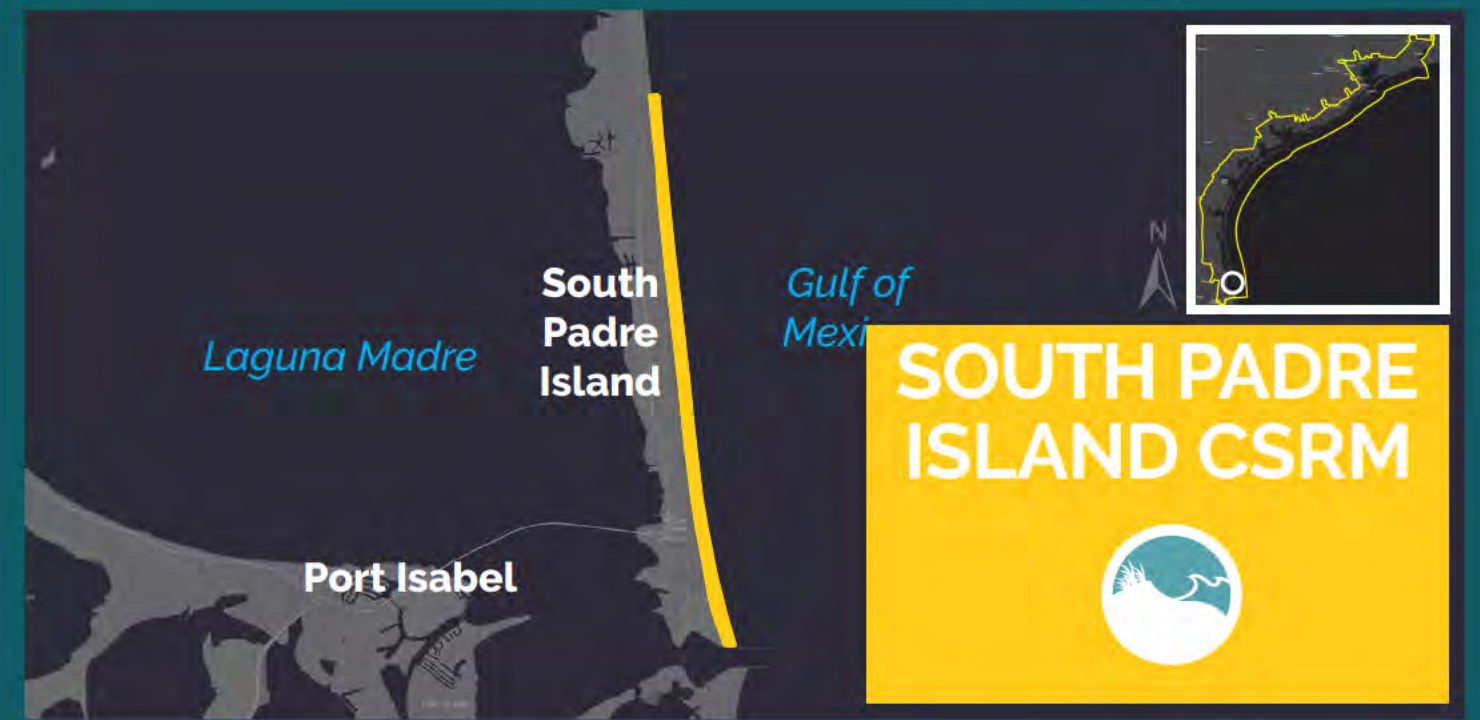 N
South
Padre
Island
Gulf of
Mexi
Laguna Madre
SOUTH PADRE
ISLAND CSRM
Port Isabel